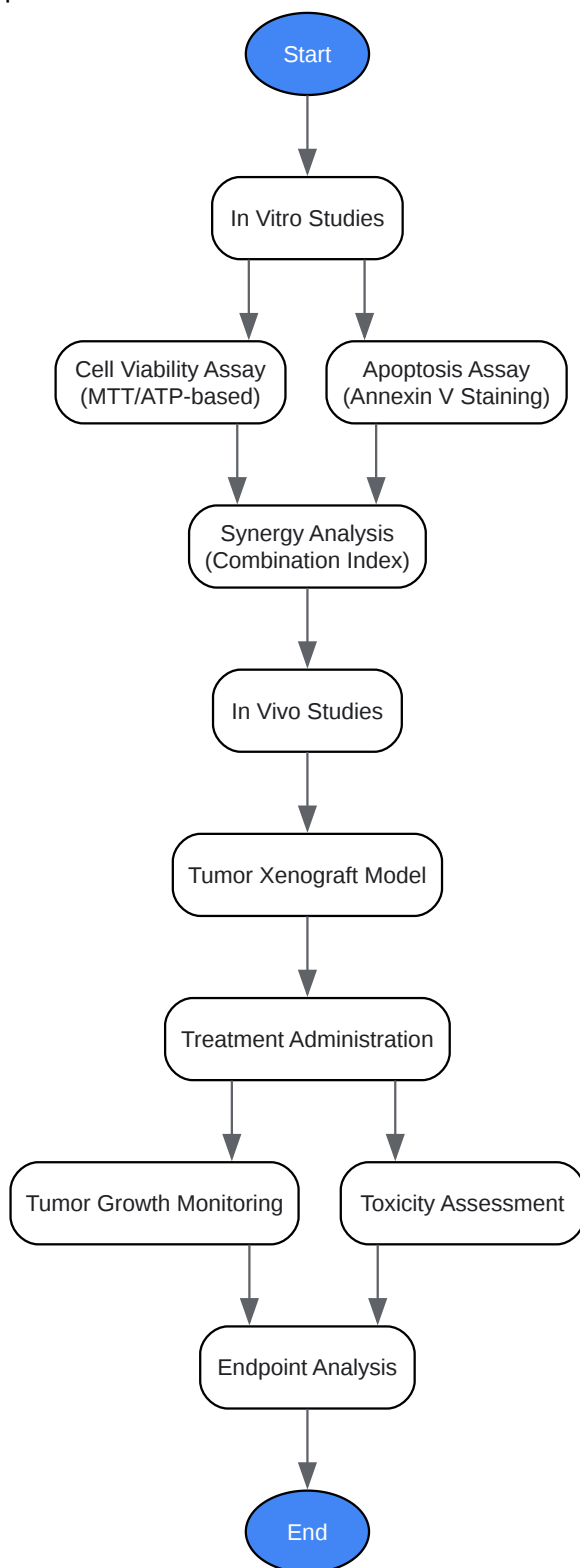 Start
In Vitro Studies
Cell Viability Assay
(MTT/ATP-based)
Apoptosis Assay
(Annexin V Staining)
Synergy Analysis
(Combination Index)
In Vivo Studies
Tumor Xenograft Model
Treatment Administration
Tumor Growth Monitoring
Toxicity Assessment
Endpoint Analysis
End